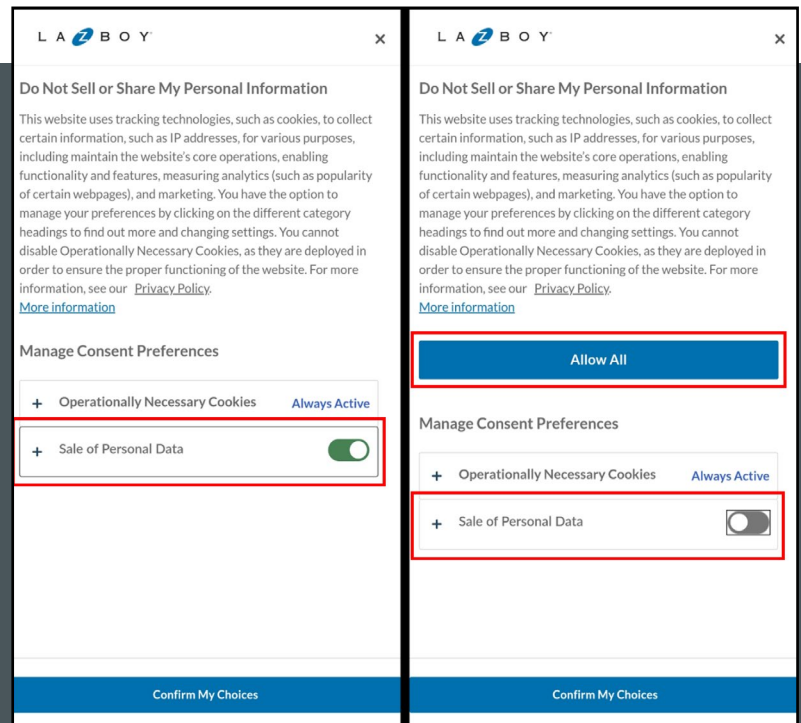 LAZBOY
×
Do Not Sell or Share My Personal Information
This website uses tracking technologies, such as cookies, to collect
certain information, such as IP addresses, for various purposes,
including maintain the website's core operations, enabling
functionality and features, measuring analytics (such as popularity
of certain webpages), and marketing. You have the option to
manage your preferences by clicking on the different category
headings to find out more and changing settings. You cannot
disable Operationally Necessary Cookies, as they are deployed in
order to ensure the proper functioning of the website. For more
information, see our Privacy Policy.
More information
Manage Consent Preferences
+ Operationally Necessary Cookies Always Active
+ Sale of Personal Data
Confirm My Choices
LAZBOY
×
Do Not Sell or Share My Personal Information
This website uses tracking technologies, such as cookies, to collect
certain information, such as IP addresses, for various purposes,
including maintain the website's core operations, enabling
functionality and features, measuring analytics (such as popularity
of certain webpages), and marketing. You have the option to
manage your preferences by clicking on the different category
headings to find out more and changing settings. You cannot
disable Operationally Necessary Cookies, as they are deployed in
order to ensure the proper functioning of the website. For more
information, see our Privacy Policy.
More information
Allow All
Manage Consent Preferences
+ Operationally Necessary Cookies Always Active
+ Sale of Personal Data
Confirm My Choices